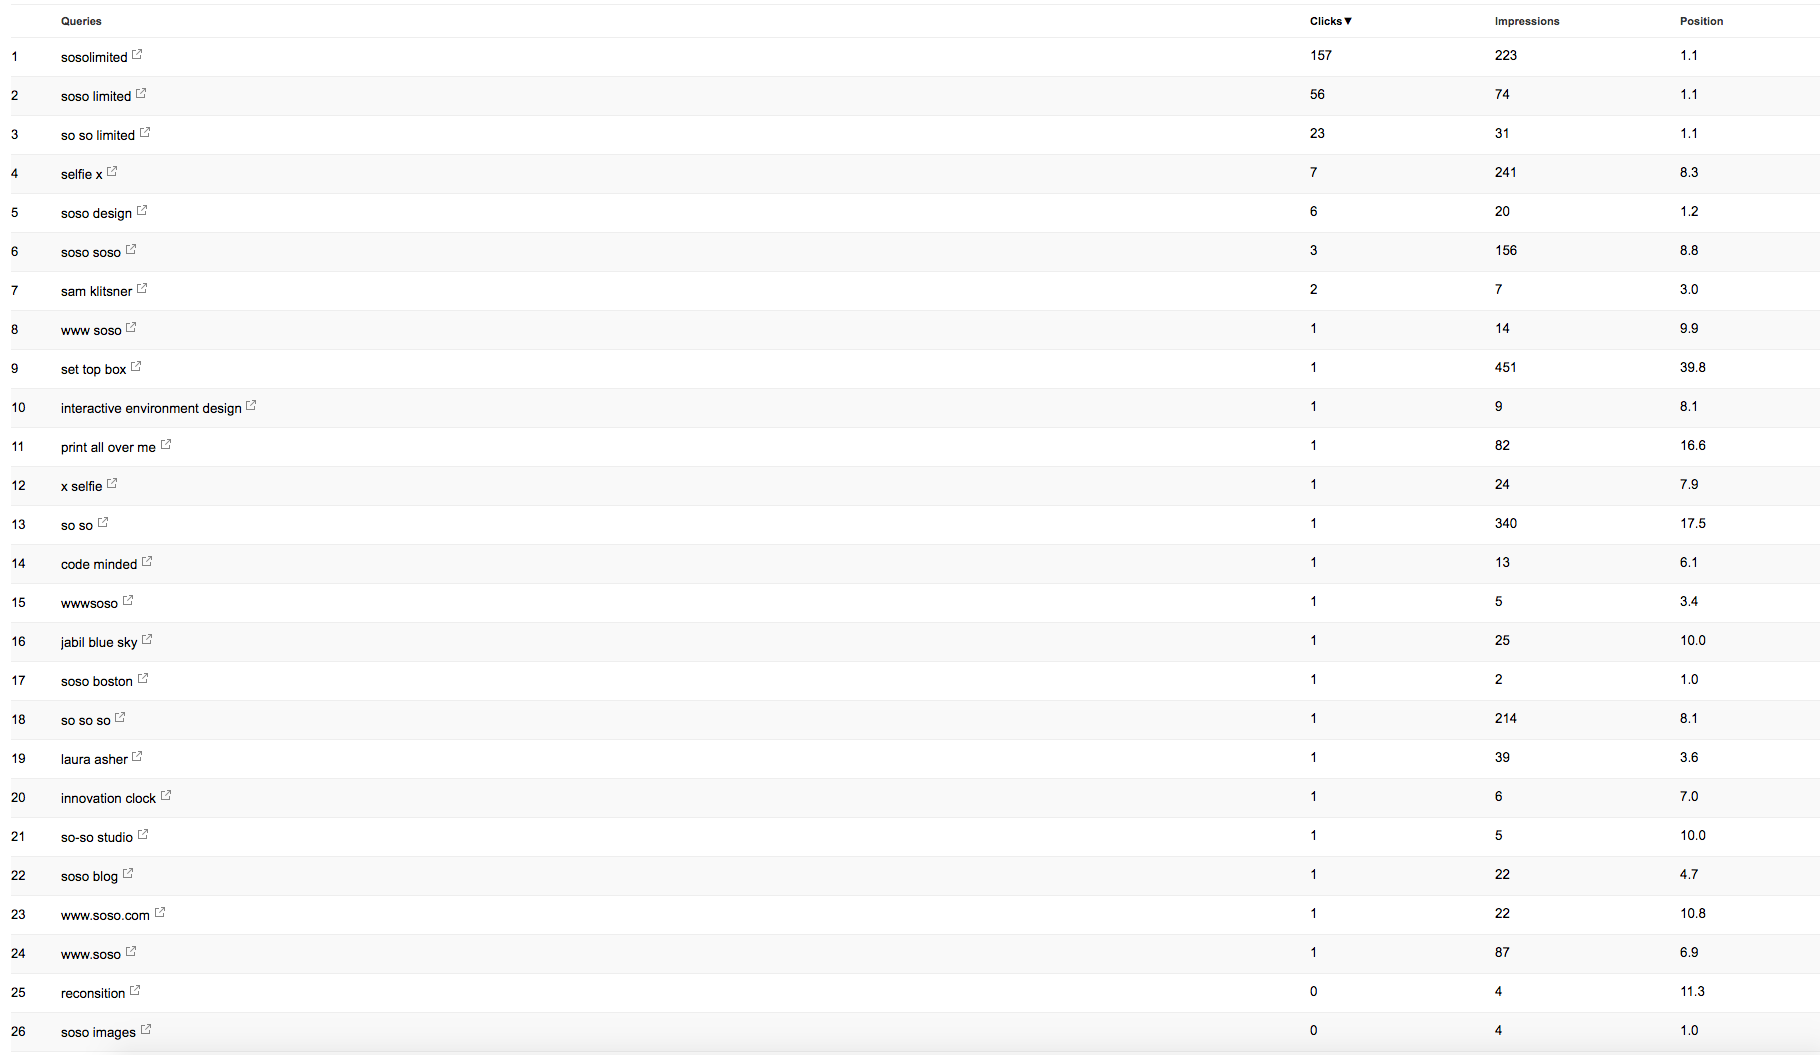 Queries Clicks▼ Impressions Position
1 sosolimited 157 223 1.1
2 soso limited 56 74 1.1
3 so so limited 23 31 1.1
4 selfie x 7 241 8.3
5 soso design 6 20 1.2
6 soso soso 3 156 8.8
7 sam klitsner 2 7 3.0
8 www soso 1 14 9.9
9 set top box 1 451 39.8
10 interactive environment design 1 9 8.1
11 print all over me 1 82 16.6
12 x selfie 1 24 7.9
13 so so 1 340 17.5
14 code minded 1 13 6.1
15 wwwsoso 1 5 3.4
16 jabil blue sky 1 25 10.0
17 soso boston 1 2 1.0
18 so so so 1 214 8.1
19 laura asher 1 39 3.6
20 innovation clock 1 6 7.0
21 so-so studio 1 5 10.0
22 soso blog 1 22 4.7
23 www.soso.com 1 22 10.8
24 www.soso 1 87 6.9
25 reconsition 0 4 11.3
26 soso images 0 4 1.0